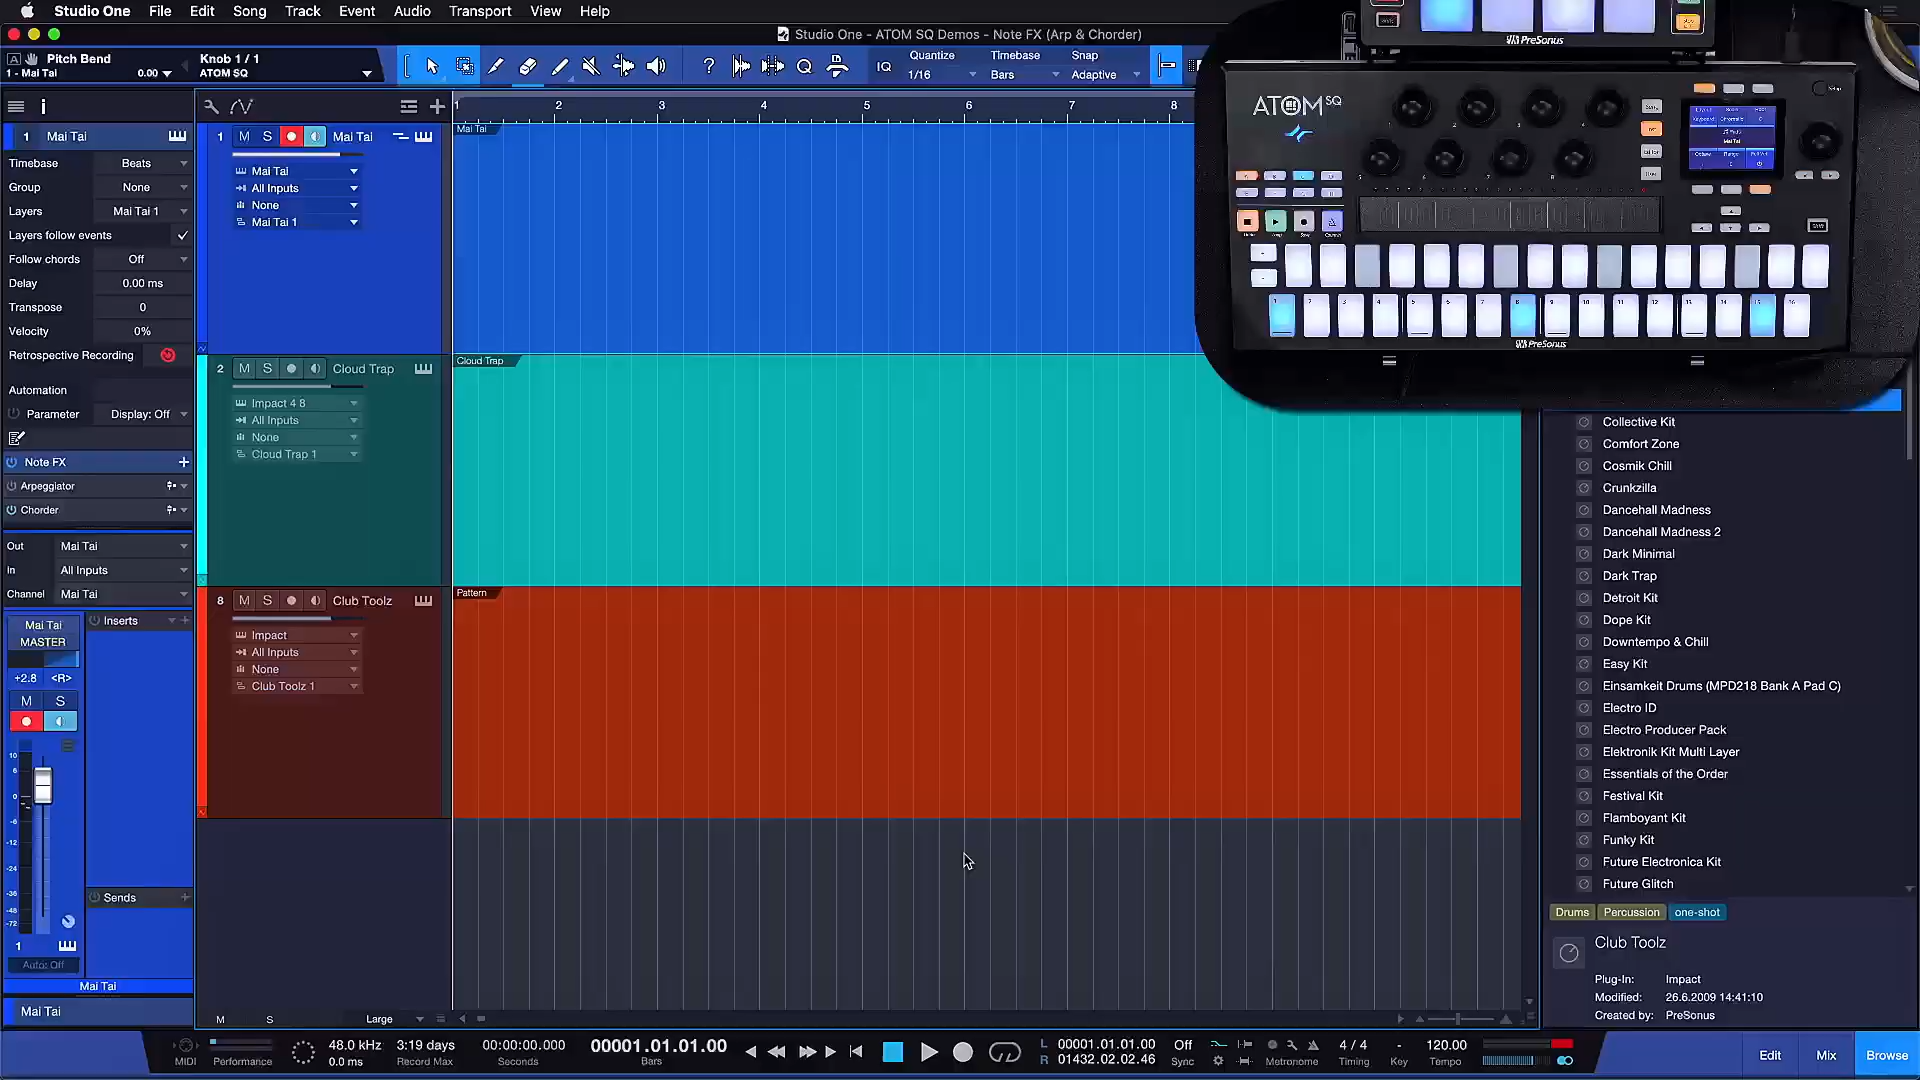 Studio One File Edit Song Track Event Audio Transport View Help
Studio One - ATOM SQ Demos - Note FX (Arp & Chorder)
Pitch Bend
1 - Mai Tai 0.00
Knob 1 / 1
ATOM SQ
IQ
Quantize
1/16
Timebase
Bars
Snap
Adaptive
1 2 3 4 5 6 7 8
1 Mai Tai
Timebase Beats
Group None
Layers Mai Tai 1
Layers follow events
Follow chords Off
Delay 0.00 ms
Transpose 0
Velocity 0%
Retrospective Recording
Automation
Parameter Display: Off
Note FX
Arpeggiator
Chorder
Out Mai Tai
In All Inputs
Channel Mai Tai
Mai Tai
MASTER
+2.8 <R>
M S
Inserts
10
6
0
-6
-12
-24
-36
-48
-72
Sends
1
Auto: Off
Mai Tai
Mai Tai
1 M S Mai Tai
Mai Tai
All Inputs
None
Mai Tai 1
2 M S Cloud Trap
Impact 4 8
All Inputs
None
Cloud Trap 1
8 M S Club Toolz
Impact
All Inputs
None
Club Toolz 1
Mai Tai
Cloud Trap
Pattern
M S Large
PreSonus
ATOM SQ
PreSonus
Collective Kit
Comfort Zone
Cosmik Chill
Crunkzilla
Dancehall Madness
Dancehall Madness 2
Dark Minimal
Dark Trap
Detroit Kit
Dope Kit
Downtempo & Chill
Easy Kit
Einsamkeit Drums (MPD218 Bank A Pad C)
Electro ID
Electro Producer Pack
Elektronik Kit Multi Layer
Essentials of the Order
Festival Kit
Flamboyant Kit
Funky Kit
Future Electronica Kit
Future Glitch
Drums Percussion one-shot
Club Toolz
Plug-In: Impact
Modified: 26.6.2009 14:41:10
Created by: PreSonus
MIDI
Performance
48.0 kHz
0.0 ms
3:19 days
Record Max
00:00:00.000
Seconds
00001.01.01.00
Bars
L 00001.01.01.00
R 01432.02.02.46
Off
Sync
Metronome
4 / 4
Timing
-
Key
120.00
Tempo
Edit Mix Browse